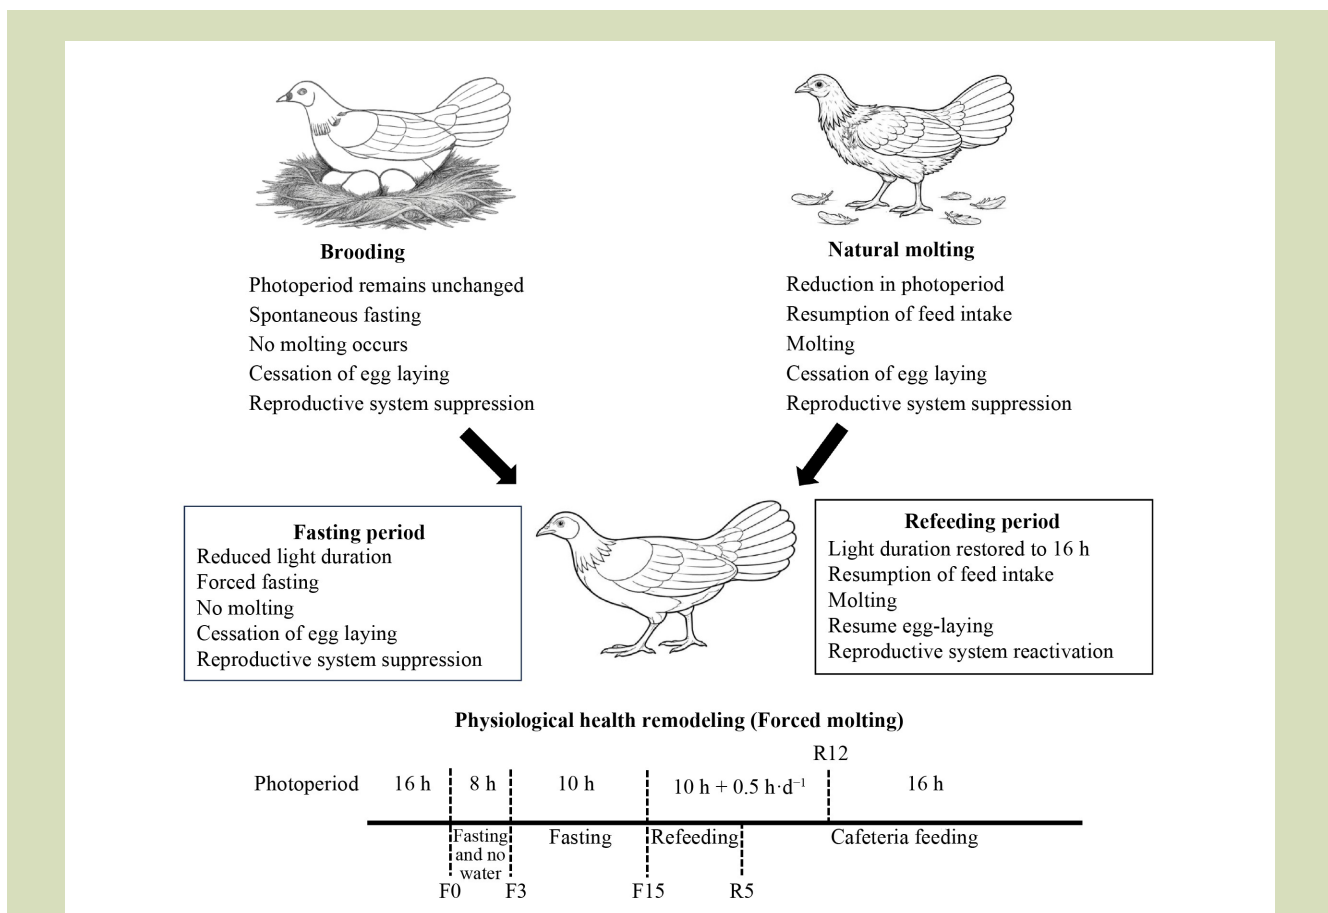 Brooding
Photoperiod remains unchanged
Spontaneous fasting
No molting occurs
Cessation of egg laying
Reproductive system suppression
Natural molting
Reduction in photoperiod
Resumption of feed intake
Molting
Cessation of egg laying
Reproductive system suppression
Fasting period
Reduced light duration
Forced fasting
No molting
Cessation of egg laying
Reproductive system suppression
Refeeding period
Light duration restored to 16 h
Resumption of feed intake
Molting
Resume egg-laying
Reproductive system reactivation
Physiological health remodeling (Forced molting)
R12
Photoperiod 16 h 8 h 10 h 10 h + 0.5 h·d⁻¹ 16 h
Fasting
and no
water
Fasting
Refeeding
Cafeteria feeding
F0 F3 F15 R5